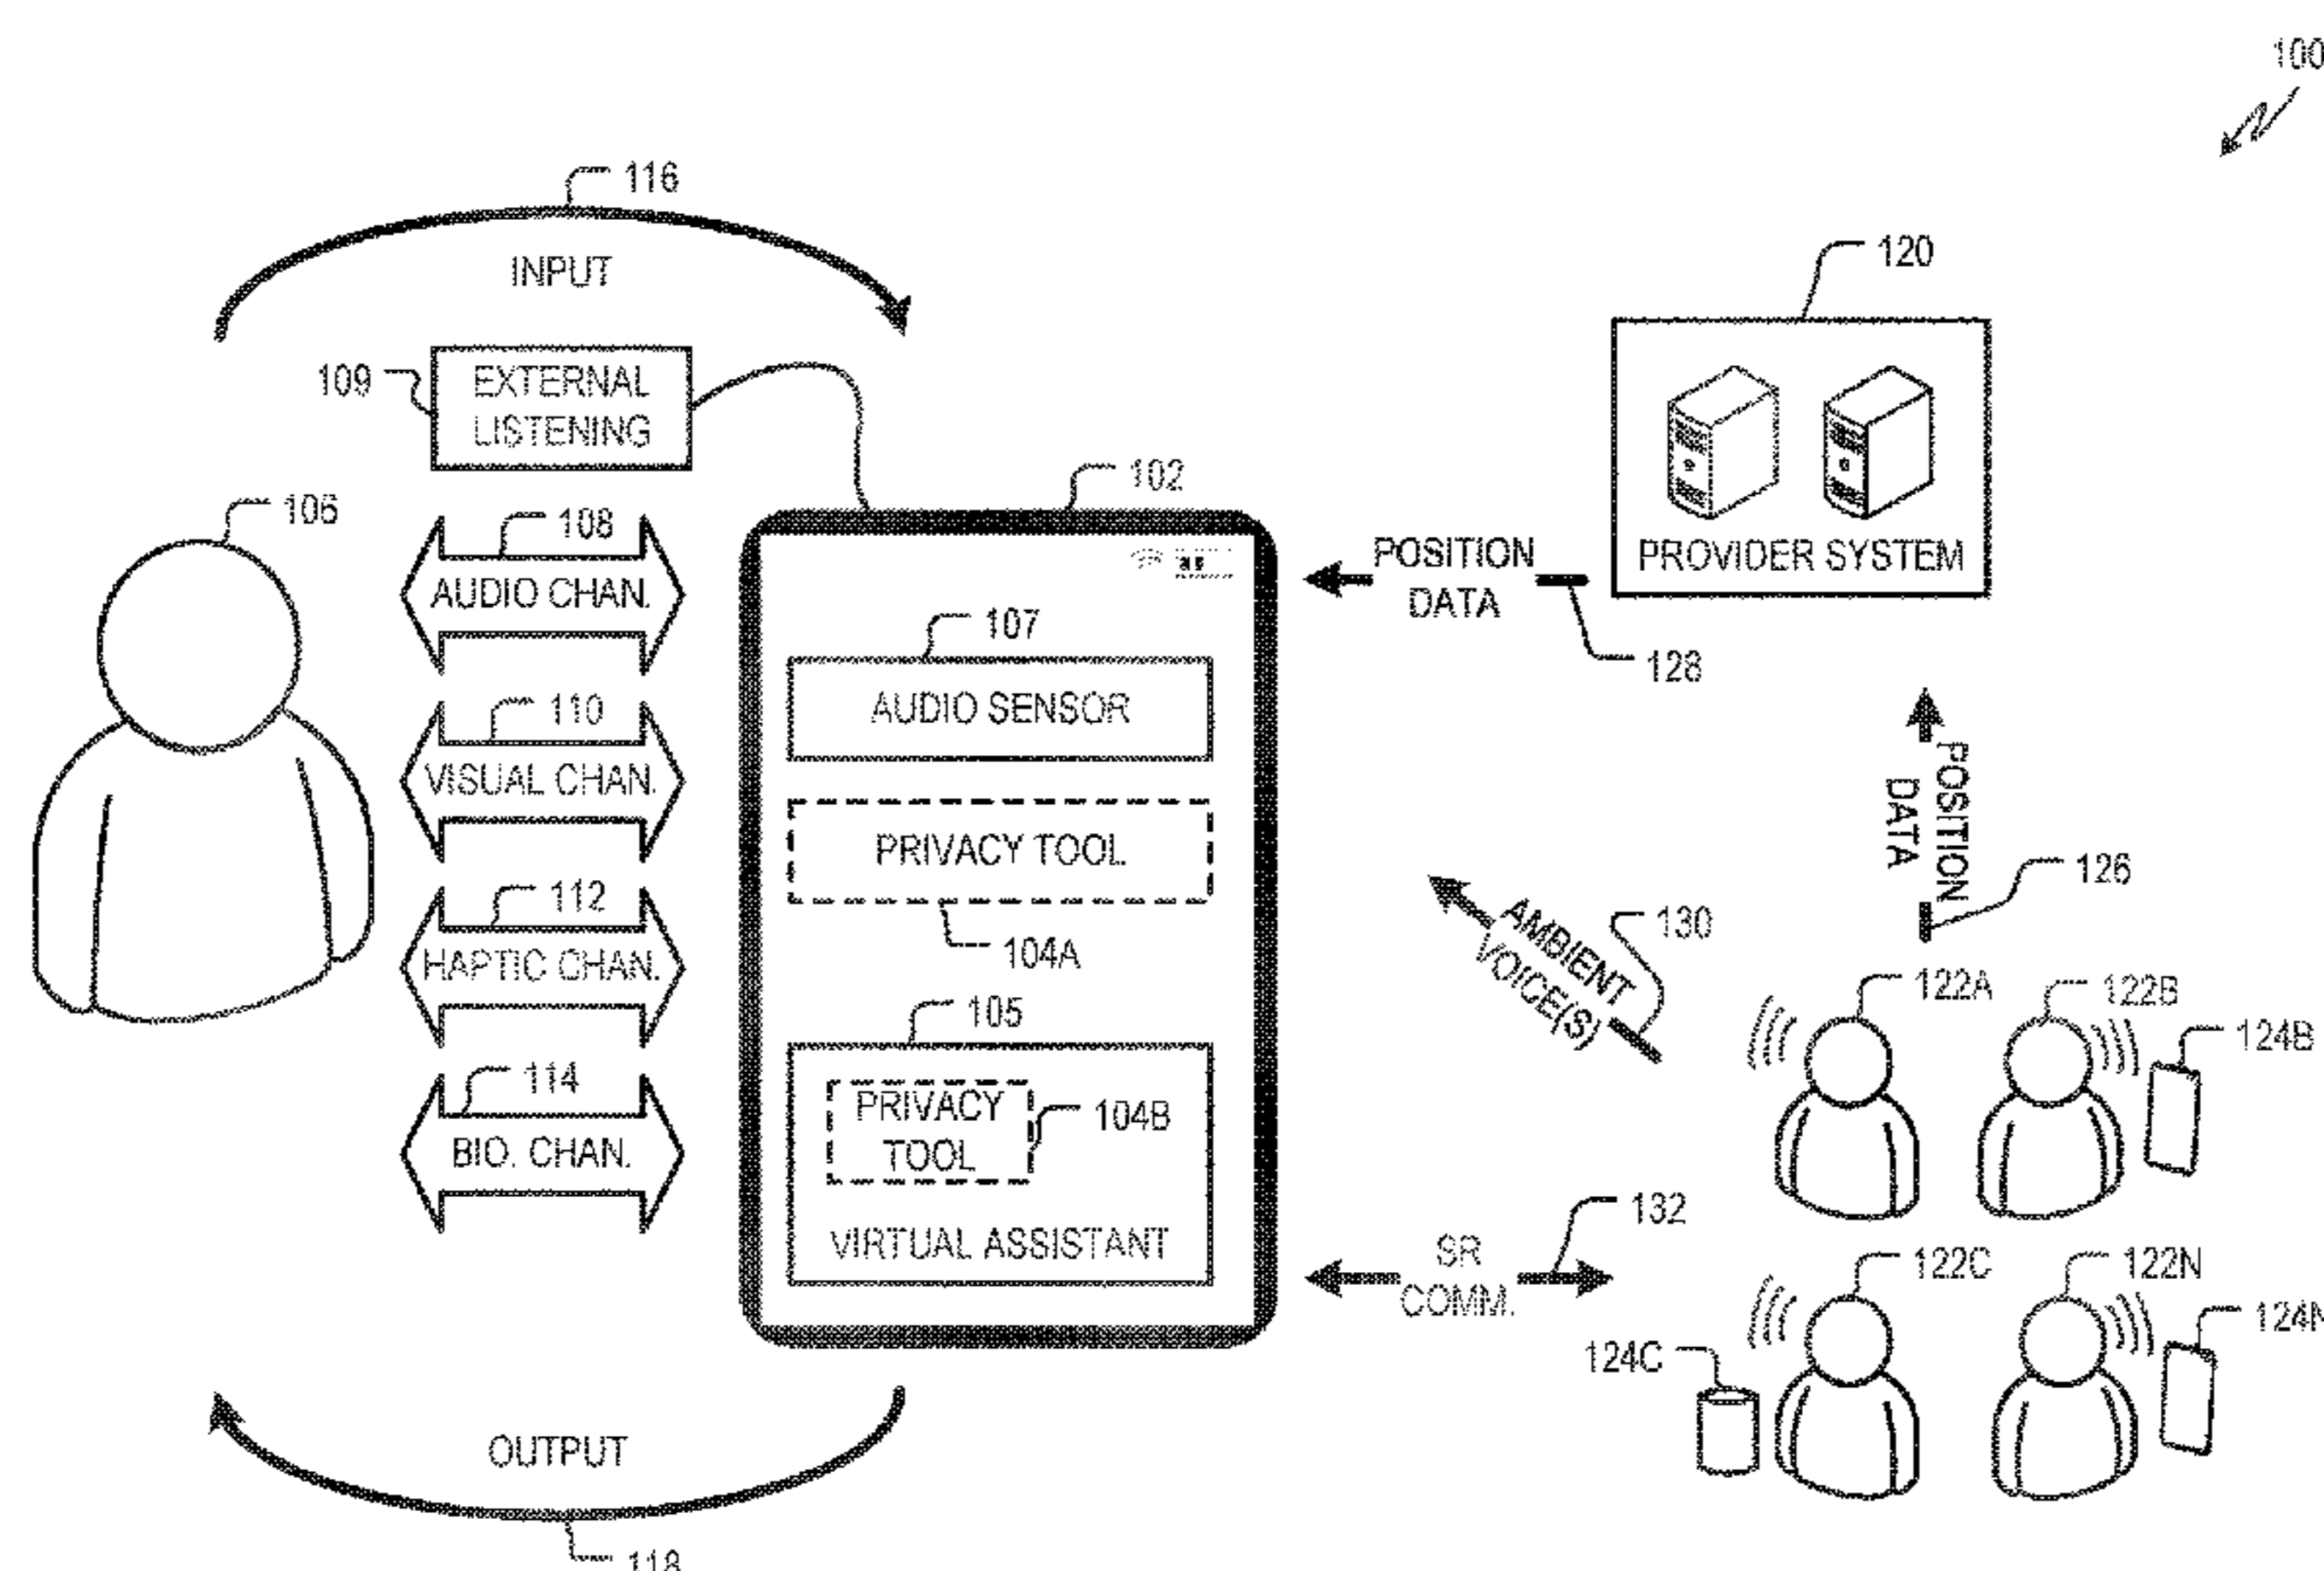 100
116
INPUT
120
109
EXTERNAL
LISTENING
102
106
108
AUDIO CHAN.
POSITION
DATA
PROVIDER SYSTEM
107
128
AUDIO SENSOR
110
VISUAL CHAN.
POSITION
DATA
PRIVACY TOOL
126
112
130
HAPTIC CHAN.
104A
AMBIENT
VOICE(S)
122A
122B
105
124B
114
PRIVACY
TOOL
104B
BIO. CHAN.
132
VIRTUAL ASSISTANT
SR
COMM.
122C
122N
124N
124C
OUTPUT
118